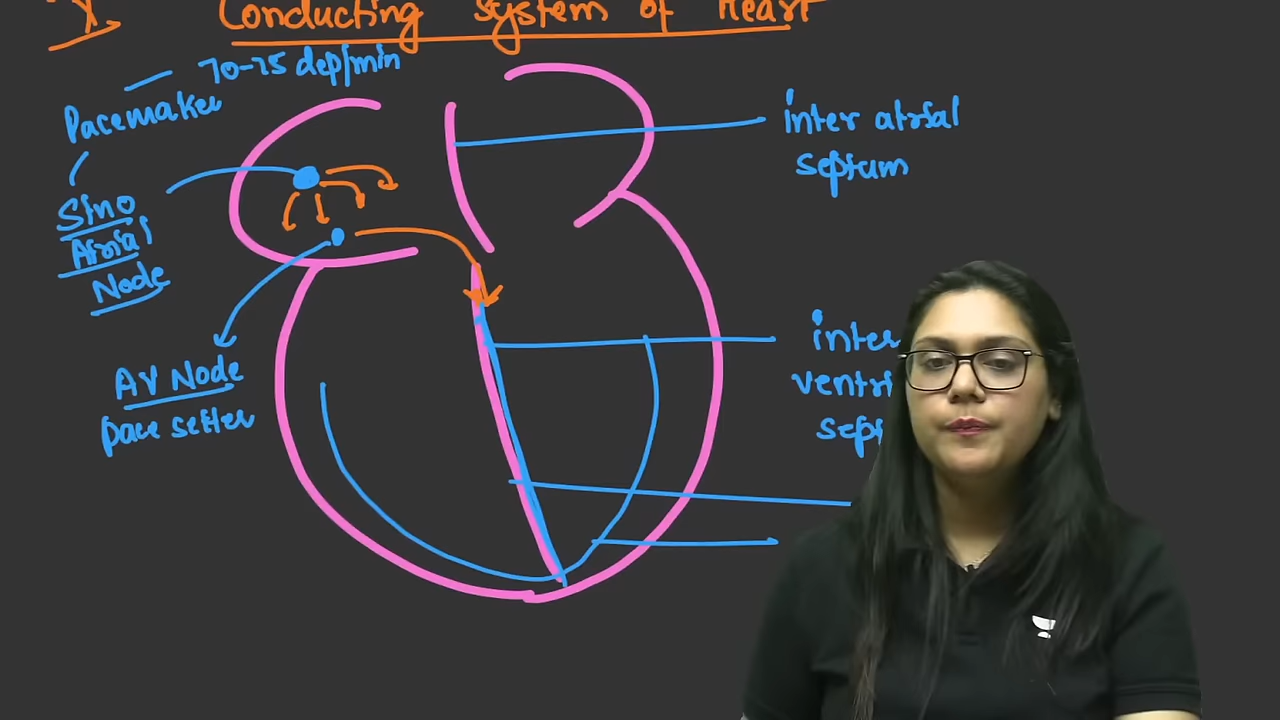 Conducting System of Heart
70-75 dep/min
Pacemaker
Sino
Atrial
Node
AV Node
pace setter
inter atrial
septum
inter
ventri
sep